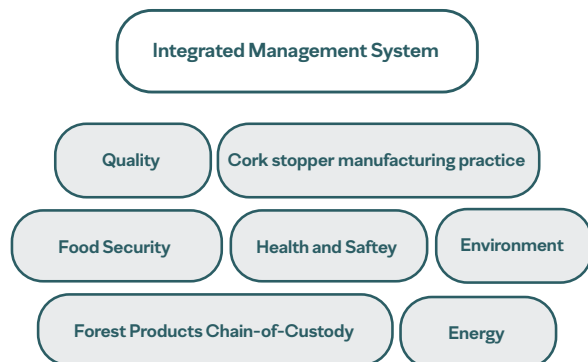 Integrated Management System
Quality
Cork stopper manufacturing practice
Food Security
Health and Saftey
Environment
Forest Products Chain-of-Custody
Energy